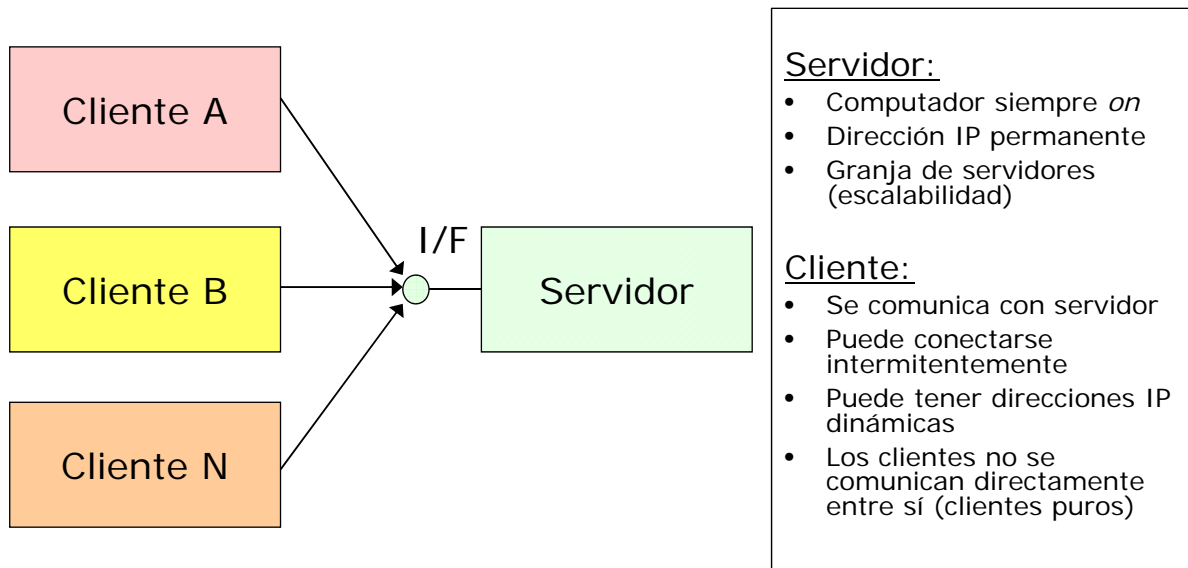 Cliente A
Cliente B
Cliente N
I/F
Servidor
Servidor:
• Computador siempre on
• Dirección IP permanente
• Granja de servidores
(escalabilidad)
Cliente:
• Se comunica con servidor
• Puede conectarse
intermitentemente
• Puede tener direcciones IP
dinámicas
• Los clientes no se
comunican directamente
entre sí (clientes puros)